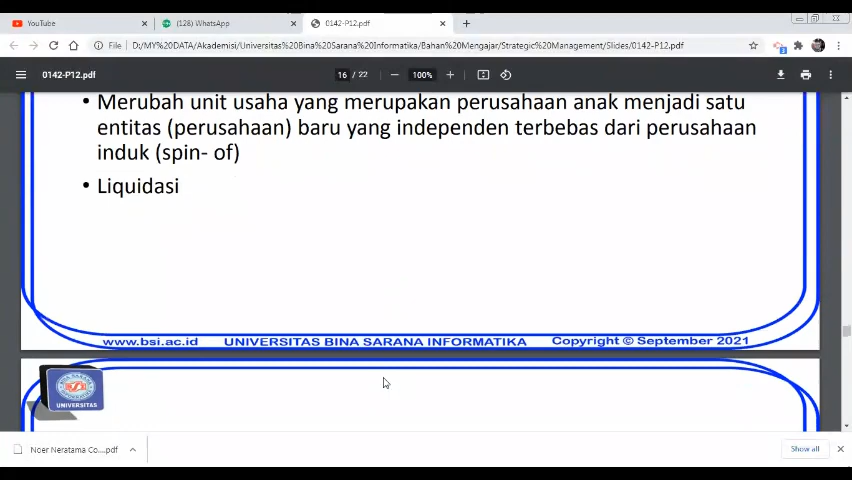 YouTube
(128) WhatsApp
0142-P12.pdf
File D:/MY%20DATA/Akademisi/Universitas%20Bina%20Sarana%20Informatika/Bahan%20Mengajar/Strategic%20Management/Slides/0142-P12.pdf
0142-P12.pdf
16 / 22
100%
• Merubah unit usaha yang merupakan perusahaan anak menjadi satu
entitas (perusahaan) baru yang independen terbebas dari perusahaan
induk (spin- of)
• Liquidasi
www.bsi.ac.id UNIVERSITAS BINA SARANA INFORMATIKA Copyright © September 2021
UNIVERSITAS
Noer Neratama Co....pdf
Show all